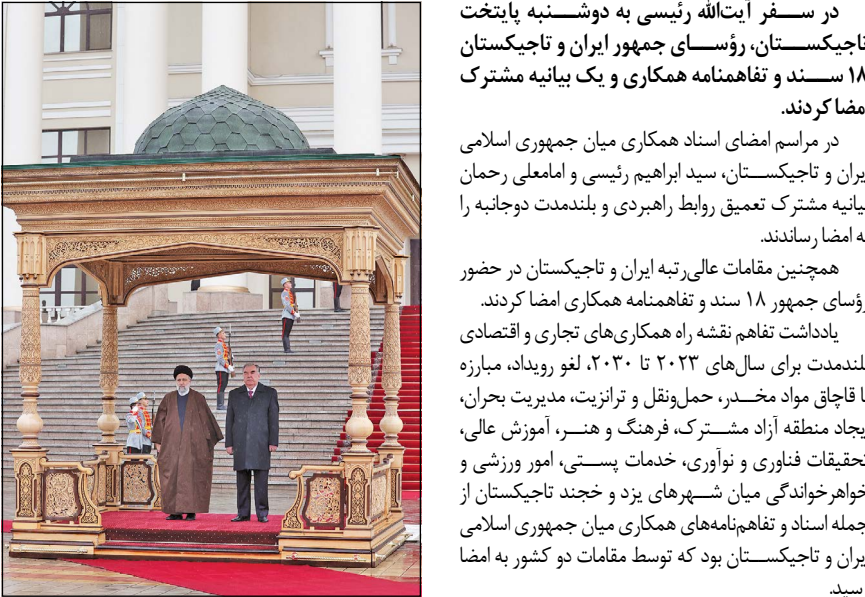 در سفر آیت‌الله رئیسی به دوشنبه پایتخت
تاجیکستان، رؤسای جمهور ایران و تاجیکستان
۱۸ سند و تفاهمنامه همکاری و یک بیانیه مشترک
امضا کردند.
در مراسم امضای اسناد همکاری میان جمهوری اسلامی
ایران و تاجیکستان، سید ابراهیم رئیسی و امامعلی رحمان
بیانیه مشترک تعمیق روابط راهبردی و بلندمدت دوجانبه را
به امضا رساندند.
همچنین مقامات عالی‌رتبه ایران و تاجیکستان در حضور
رؤسای جمهور ۱۸ سند و تفاهمنامه همکاری امضا کردند.
یادداشت تفاهم نقشه راه همکاری‌های تجاری و اقتصادی
بلندمدت برای سال‌های ۲۰۲۳ تا ۲۰۳۰، لغو رویداد، مبارزه
با قاچاق مواد مخدر، حمل‌ونقل و ترانزیت، مدیریت بحران،
ایجاد منطقه آزاد مشترک، فرهنگ و هنر، آموزش عالی،
تحقیقات فناوری و نوآوری، خدمات پستی، امور ورزشی و
خواهرخواندگی میان شهرهای یزد و خجند تاجیکستان از
جمله اسناد و تفاهم‌نامه‌های همکاری میان جمهوری اسلامی
ایران و تاجیکستان بود که توسط مقامات دو کشور به امضا
رسید.